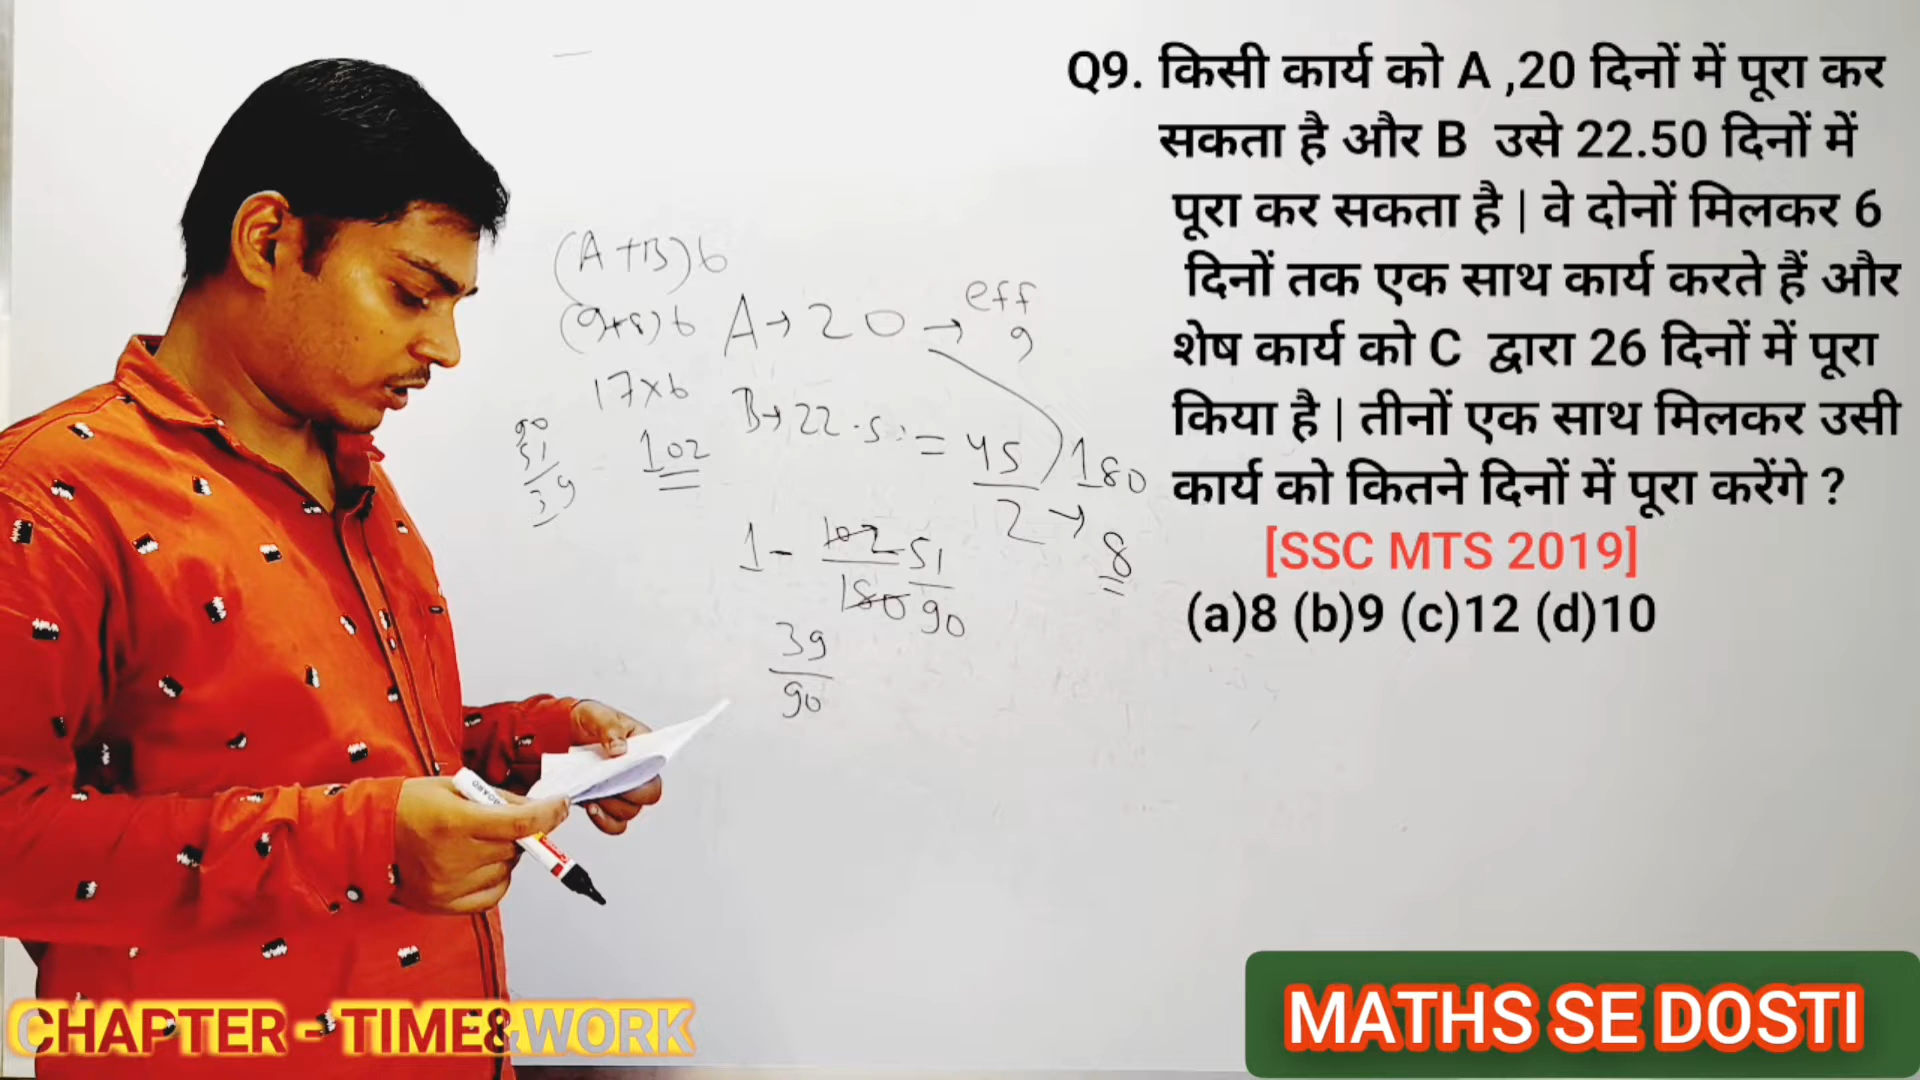 Q9. किसी कार्य को A ,20 दिनों में पूरा कर
सकता है और B उसे 22.50 दिनों में
पूरा कर सकता है | वे दोनों मिलकर 6
दिनों तक एक साथ कार्य करते हैं और
शेष कार्य को C द्वारा 26 दिनों में पूरा
किया है | तीनों एक साथ मिलकर उसी
कार्य को कितने दिनों में पूरा करेंगे ?
[SSC MTS 2019]
(a)8 (b)9 (c)12 (d)10
(A+B)6
(9+8)6
17×6
102
90
51
39
A→20→
eff
9
B→22.5
= 45
2→
180
8
1- 102 51
180 90
39
90
CHAPTER - TIME&WORK
MATHS SE DOSTI